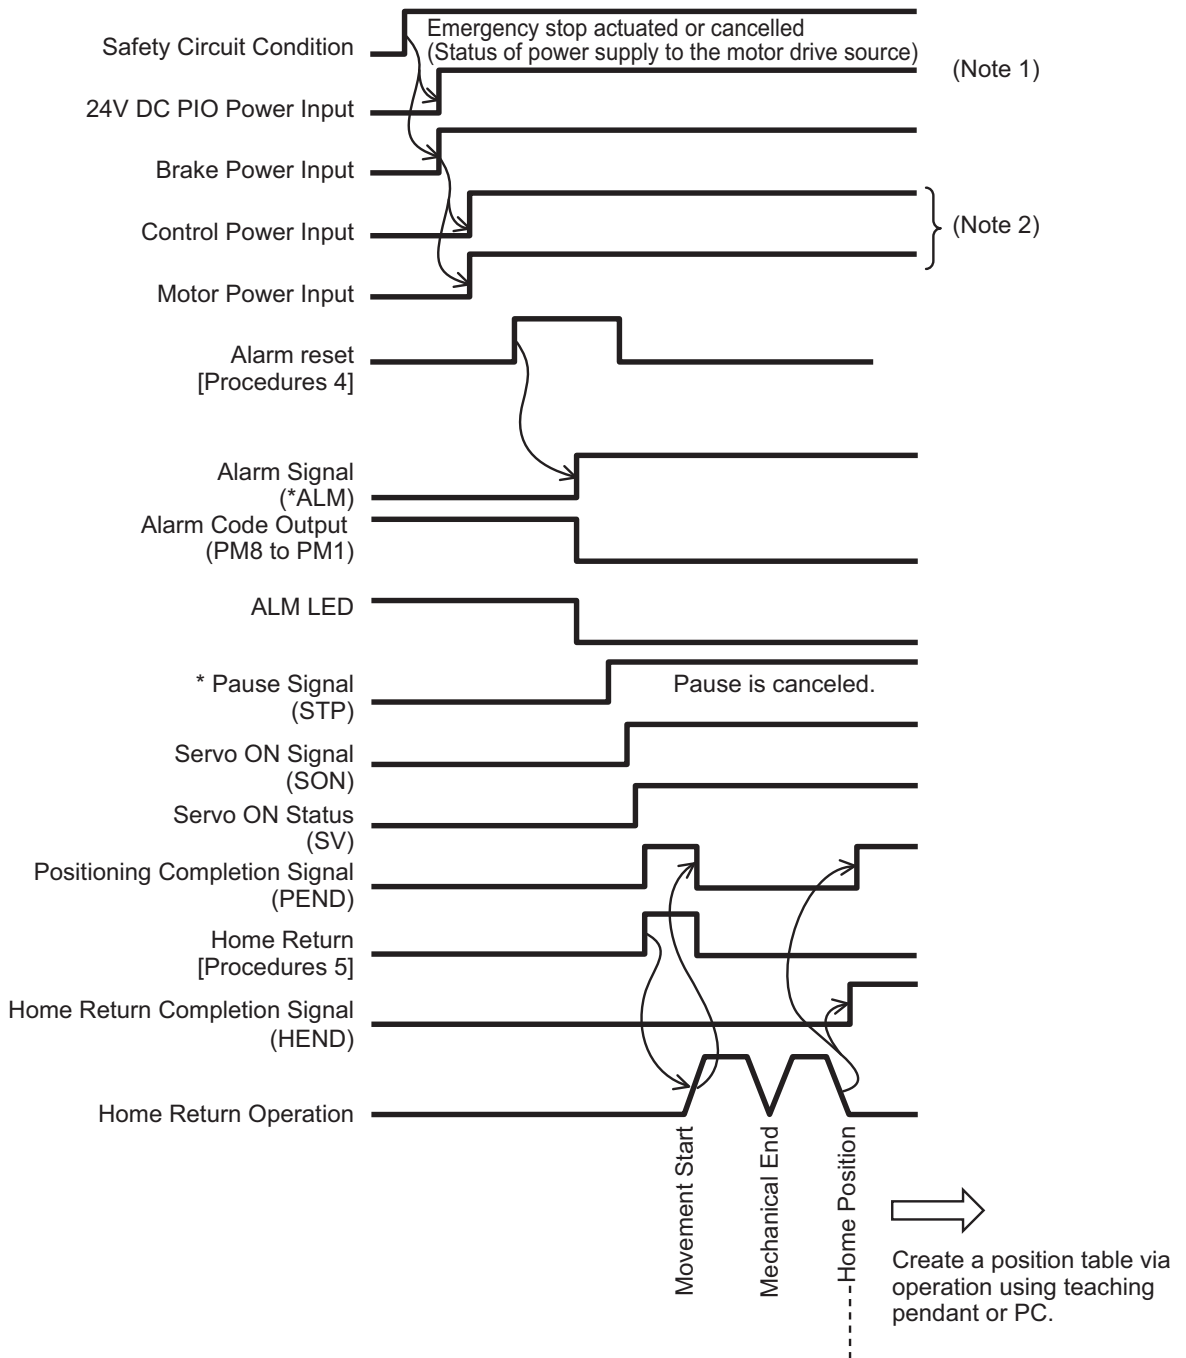 Emergency stop actuated or cancelled
Safety Circuit Condition
(Status of power supply to the motor drive source)
(Note 1)
24V DC PIO Power Input
Brake Power Input
Control Power Input
(Note 2)
Motor Power Input
Alarm reset
[Procedures 4]
Alarm Signal
(*ALM)
Alarm Code Output
(PM8 to PM1)
ALM LED
* Pause Signal
(STP)
Pause is canceled.
Servo ON Signal
(SON)
Servo ON Status
(SV)
Positioning Completion Signal
(PEND)
Home Return
[Procedures 5]
Home Return Completion Signal
(HEND)
Home Return Operation
Movement Start
Mechanical End
Home Position
Create a position table via
operation using teaching
pendant or PC.